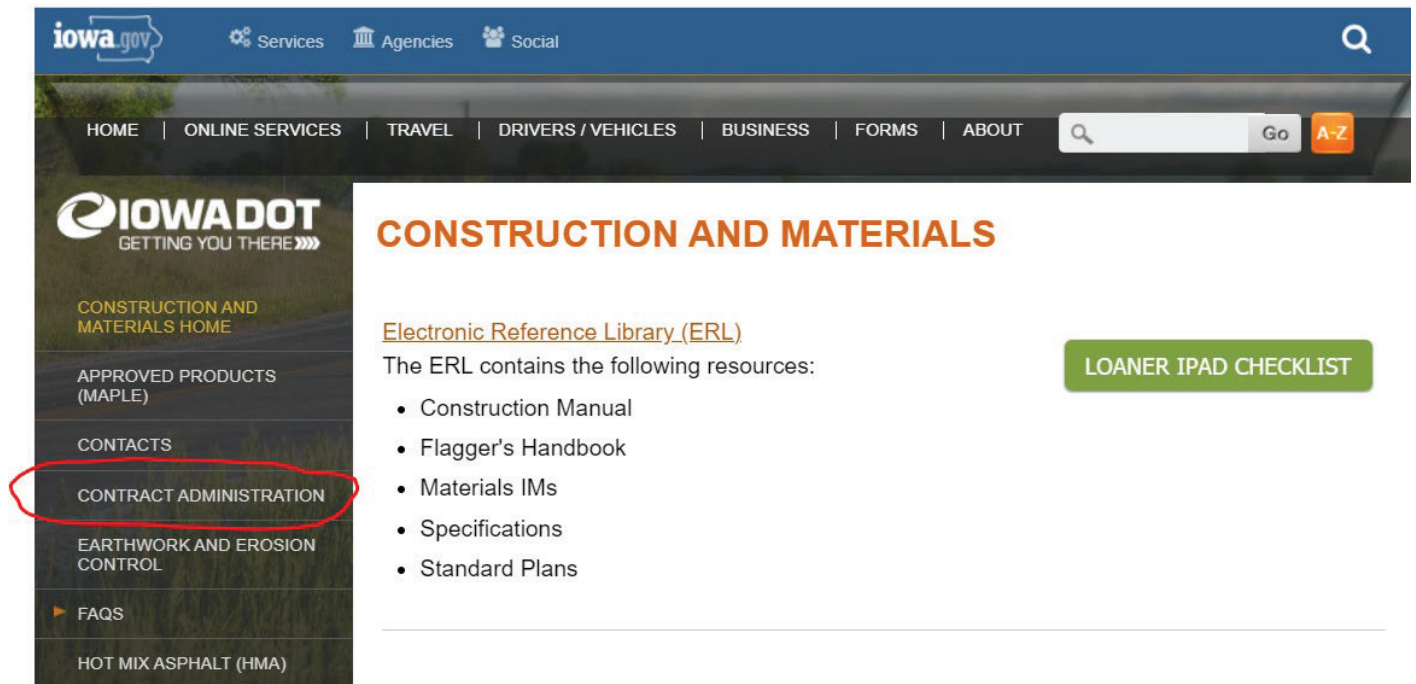 iowa.gov
Services Agencies Social
HOME | ONLINE SERVICES | TRAVEL | DRIVERS / VEHICLES | BUSINESS | FORMS | ABOUT
Go
A-Z
IOWADOT
GETTING YOU THERE
CONSTRUCTION AND
MATERIALS HOME
APPROVED PRODUCTS
(MAPLE)
CONTACTS
CONTRACT ADMINISTRATION
EARTHWORK AND EROSION
CONTROL
FAQS
HOT MIX ASPHALT (HMA)
CONSTRUCTION AND MATERIALS
Electronic Reference Library (ERL)
The ERL contains the following resources:
• Construction Manual
• Flagger's Handbook
• Materials IMs
• Specifications
• Standard Plans
LOANER IPAD CHECKLIST